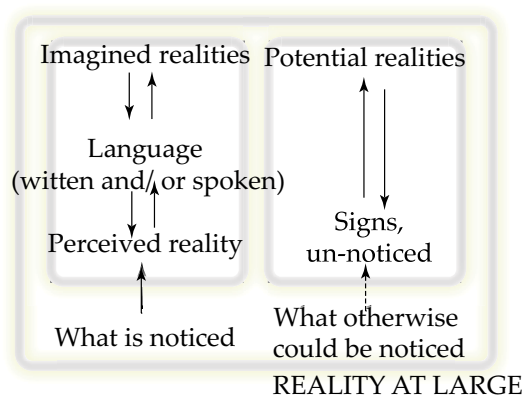 Imagined realities
Language
(witten and/ or spoken)
Perceived reality
What is noticed
Potential realities
Signs,
un-noticed
What otherwise
could be noticed
REALITY AT LARGE